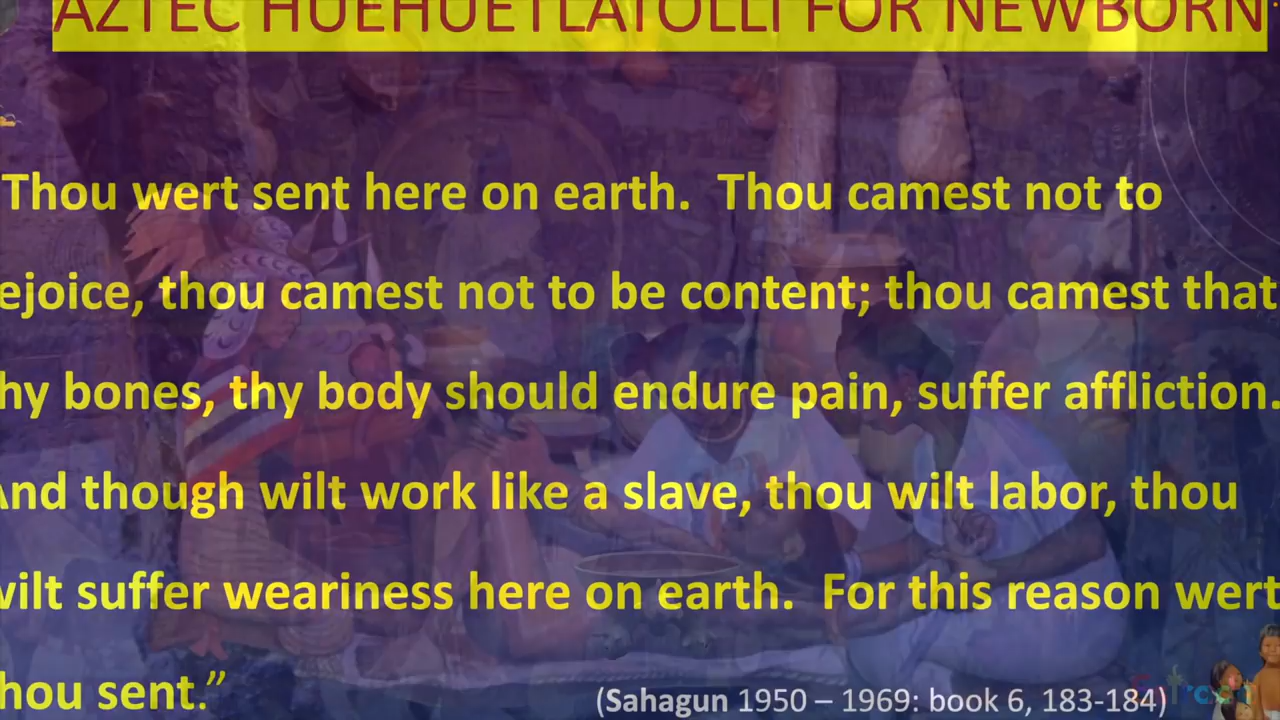 AZTEC HUEHUETLATOLLI FOR NEWBORN
Thou wert sent here on earth. Thou camest not to
ejoice, thou camest not to be content; thou camest that
hy bones, thy body should endure pain, suffer affliction.
And though wilt work like a slave, thou wilt labor, thou
wilt suffer weariness here on earth. For this reason wert
hou sent.”
(Sahagun 1950 – 1969: book 6, 183-184)